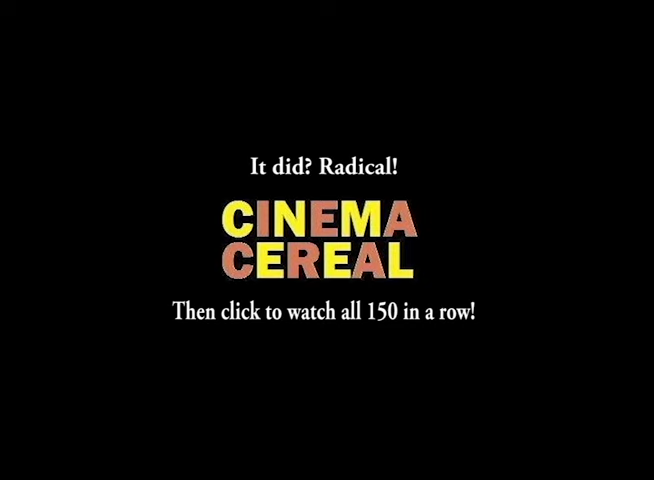 It did? Radical!
CINEMA
CEREAL
Then click to watch all 150 in a row!